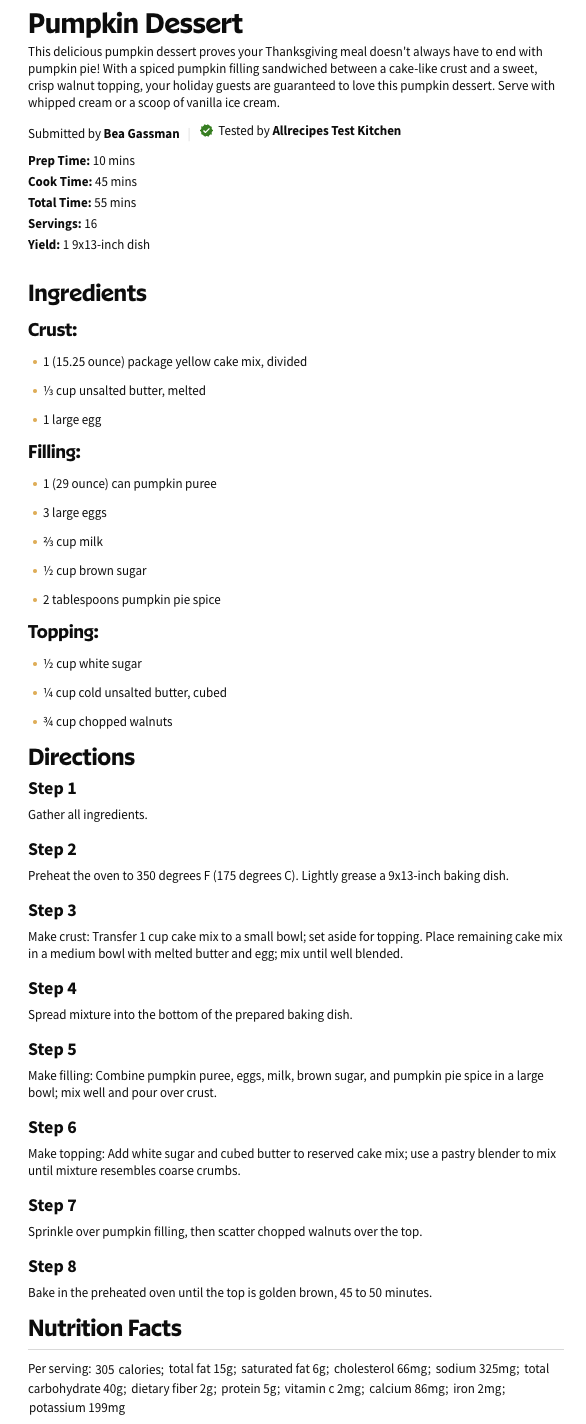 Pumpkin Dessert
This delicious pumpkin dessert proves your Thanksgiving meal doesn't always have to end with
pumpkin pie! With a spiced pumpkin filling sandwiched between a cake-like crust and a sweet,
crisp walnut topping, your holiday guests are guaranteed to love this pumpkin dessert. Serve with
whipped cream or a scoop of vanilla ice cream.
Submitted by Bea Gassman Tested by Allrecipes Test Kitchen
Prep Time: 10 mins
Cook Time: 45 mins
Total Time: 55 mins
Servings: 16
Yield: 1 9x13-inch dish
Ingredients
Crust:
1 (15.25 ounce) package yellow cake mix, divided
⅓ cup unsalted butter, melted
1 large egg
Filling:
1 (29 ounce) can pumpkin puree
3 large eggs
⅔ cup milk
½ cup brown sugar
2 tablespoons pumpkin pie spice
Topping:
½ cup white sugar
¼ cup cold unsalted butter, cubed
¾ cup chopped walnuts
Directions
Step 1
Gather all ingredients.
Step 2
Preheat the oven to 350 degrees F (175 degrees C). Lightly grease a 9x13-inch baking dish.
Step 3
Make crust: Transfer 1 cup cake mix to a small bowl; set aside for topping. Place remaining cake mix
in a medium bowl with melted butter and egg; mix until well blended.
Step 4
Spread mixture into the bottom of the prepared baking dish.
Step 5
Make filling: Combine pumpkin puree, eggs, milk, brown sugar, and pumpkin pie spice in a large
bowl; mix well and pour over crust.
Step 6
Make topping: Add white sugar and cubed butter to reserved cake mix; use a pastry blender to mix
until mixture resembles coarse crumbs.
Step 7
Sprinkle over pumpkin filling, then scatter chopped walnuts over the top.
Step 8
Bake in the preheated oven until the top is golden brown, 45 to 50 minutes.
Nutrition Facts
Per serving: 305 calories; total fat 15g; saturated fat 6g; cholesterol 66mg; sodium 325mg; total
carbohydrate 40g; dietary fiber 2g; protein 5g; vitamin c 2mg; calcium 86mg; iron 2mg;
potassium 199mg